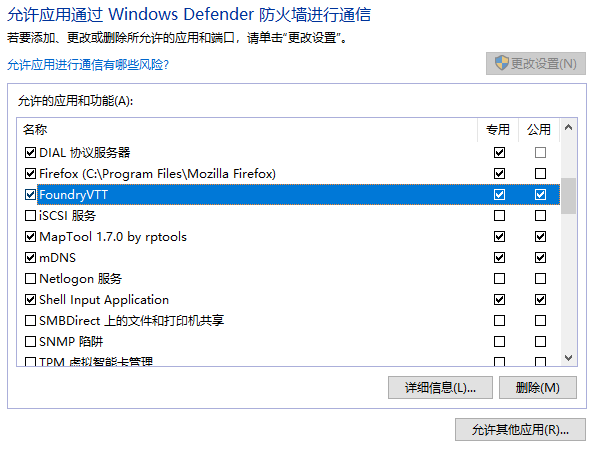 允许应用通过 Windows Defender 防火墙进行通信
若要添加、更改或删除所允许的应用和端口，请单击"更改设置"。
允许应用进行通信有哪些风险?
更改设置(N)
允许的应用和功能(A):
名称 专用 公用
DIAL 协议服务器
Firefox (C:\Program Files\Mozilla Firefox)
FoundryVTT
iSCSI 服务
MapTool 1.7.0 by rptools
mDNS
Netlogon 服务
Shell Input Application
SMBDirect 上的文件和打印机共享
SNMP 陷阱
TPM 虚拟智能卡管理
详细信息(L)... 删除(M)
允许其他应用(R)...